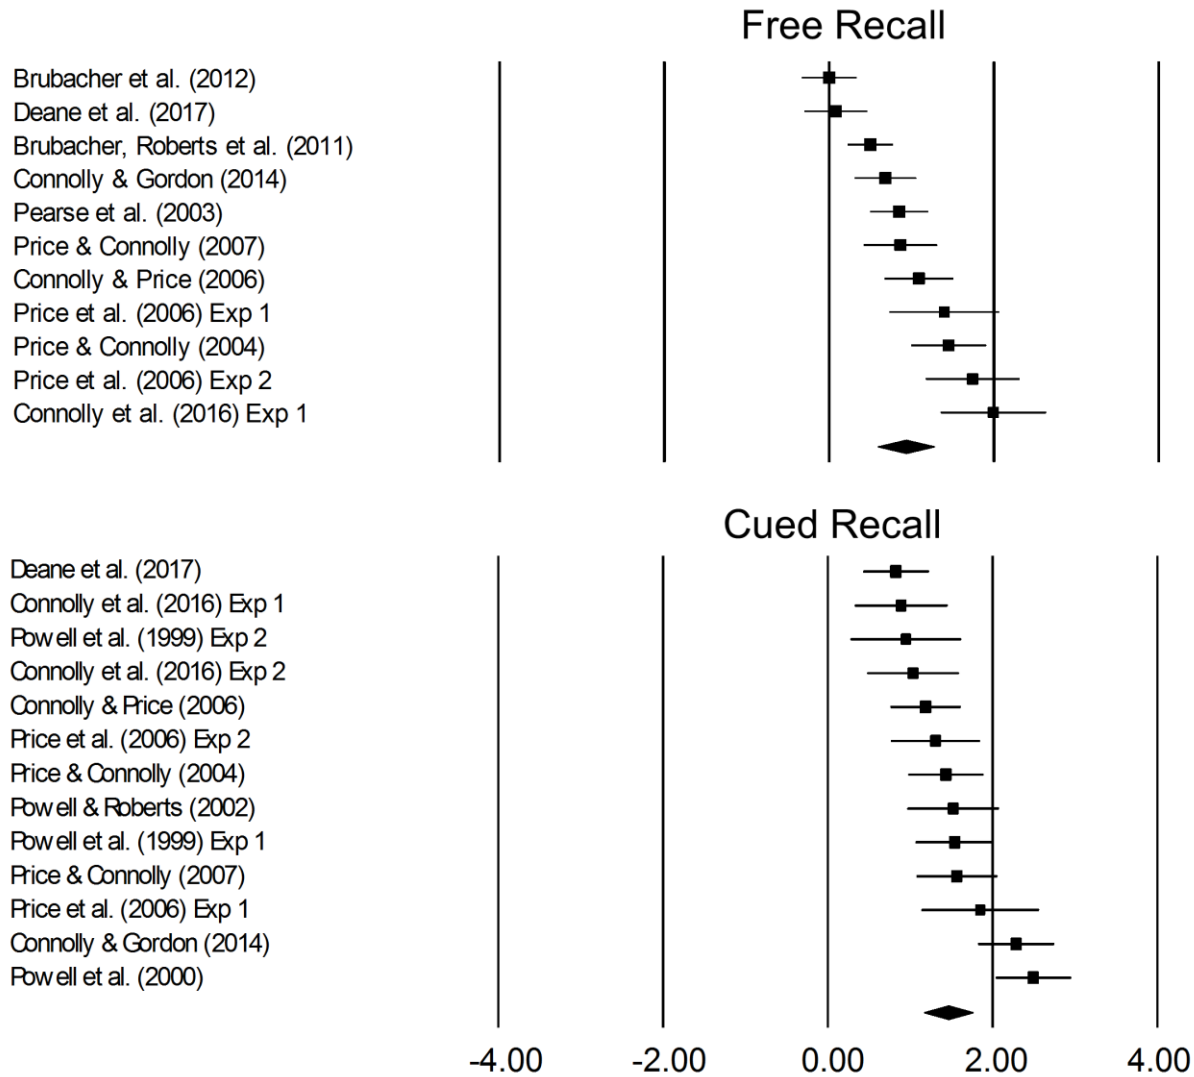 Free Recall
Brubacher et al. (2012)
Deane et al. (2017)
Brubacher, Roberts et al. (2011)
Connolly & Gordon (2014)
Pearse et al. (2003)
Price & Connolly (2007)
Connolly & Price (2006)
Price et al. (2006) Exp 1
Price & Connolly (2004)
Price et al. (2006) Exp 2
Connolly et al. (2016) Exp 1
Cued Recall
Deane et al. (2017)
Connolly et al. (2016) Exp 1
Powell et al. (1999) Exp 2
Connolly et al. (2016) Exp 2
Connolly & Price (2006)
Price et al. (2006) Exp 2
Price & Connolly (2004)
Powell & Roberts (2002)
Powell et al. (1999) Exp 1
Price & Connolly (2007)
Price et al. (2006) Exp 1
Connolly & Gordon (2014)
Powell et al. (2000)
-4.00 -2.00 0.00 2.00 4.00